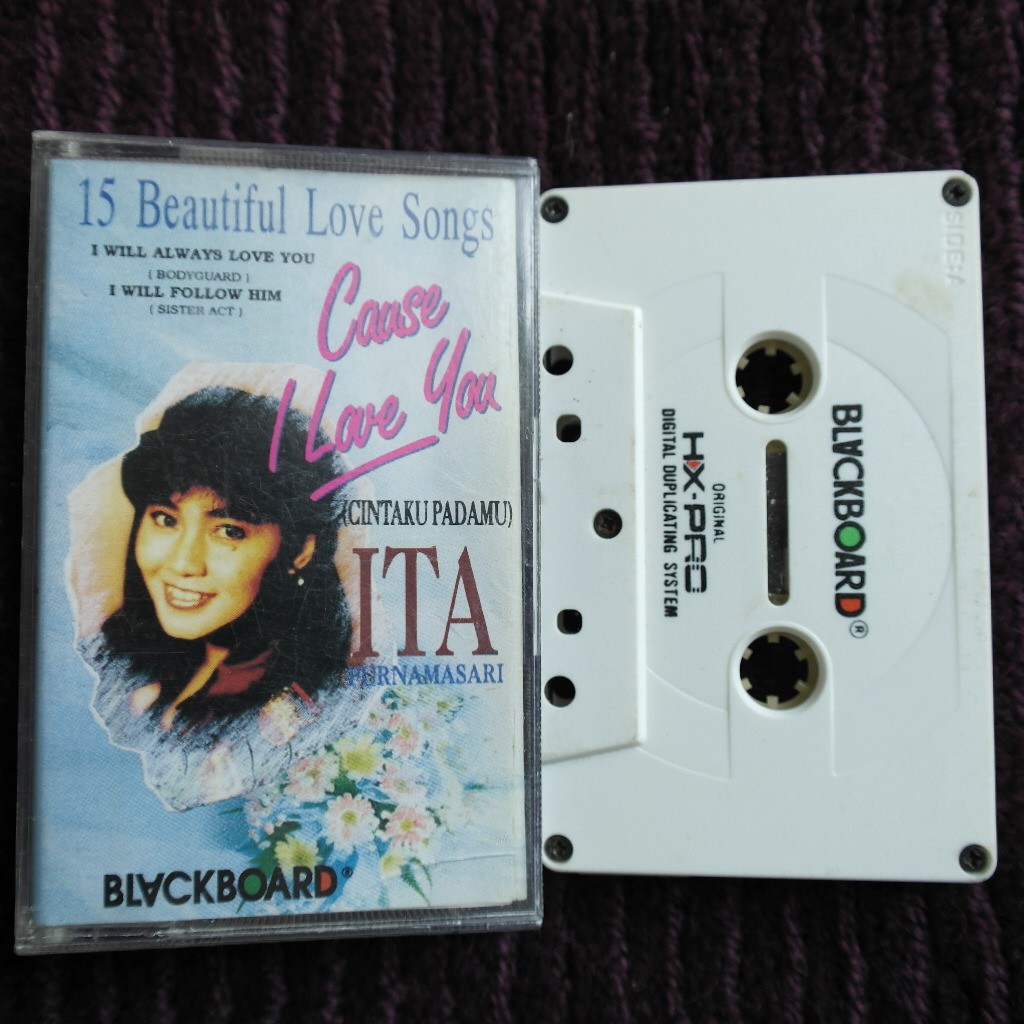 15 Beautiful Love Songs
I WILL ALWAYS LOVE YOU
( BODYGUARD )
I WILL FOLLOW HIM
( SISTER ACT )
Cause
I Love You
(CINTAKU PADAMU)
ITA
PURNAMASARI
BLACKBOARD®
SIDE:A
BLACKBOARD®
ORIGINAL
HX-PRO
DIGITAL DUPLICATING SYSTEM